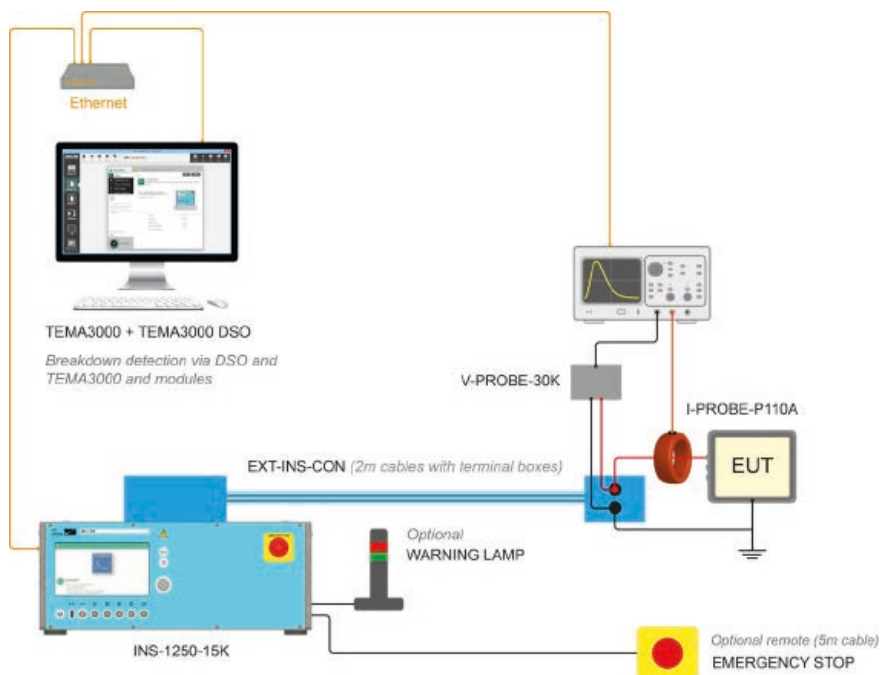 Ethernet
TEMA3000 + TEMA3000 DSO
Breakdown detection via DSO and
TEMA3000 and modules
V-PROBE-30K
I-PROBE-P110A
EUT
EXT-INS-CON (2m cables with terminal boxes)
Optional
WARNING LAMP
INS-1250-15K
Optional remote (5m cable)
EMERGENCY STOP